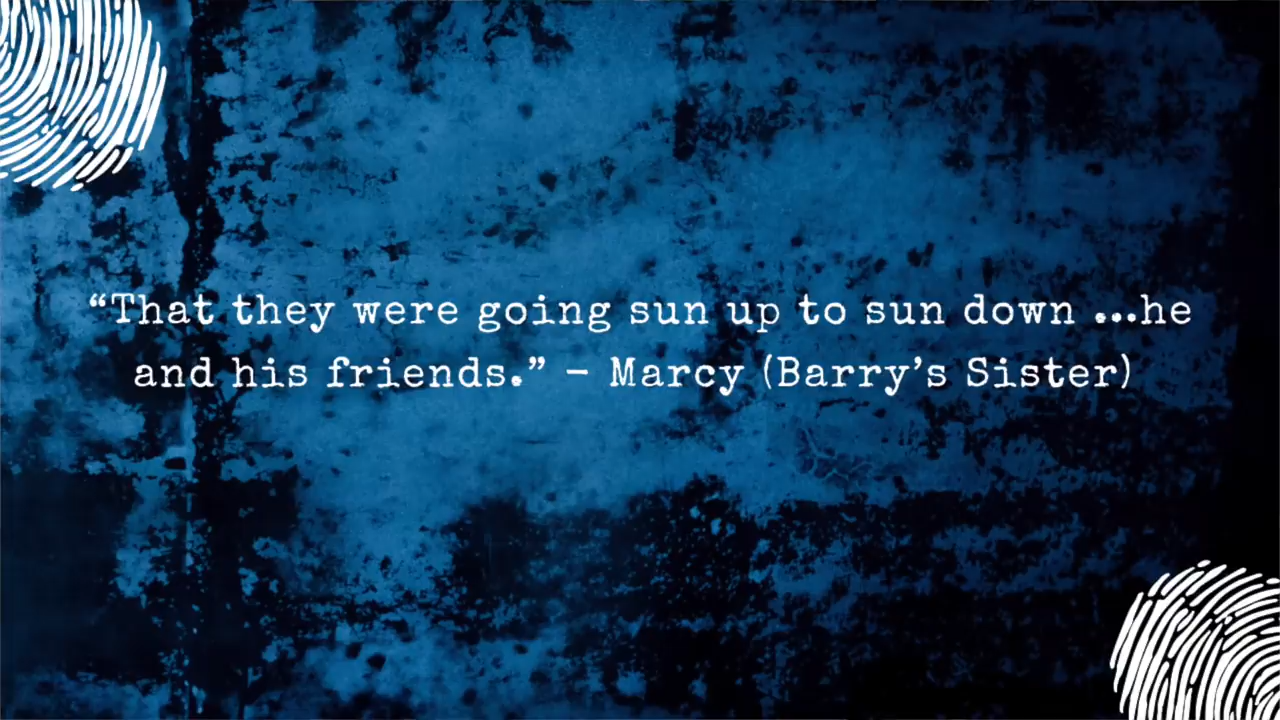 “That they were going sun up to sun down ...he
and his friends.” - Marcy (Barry’s Sister)